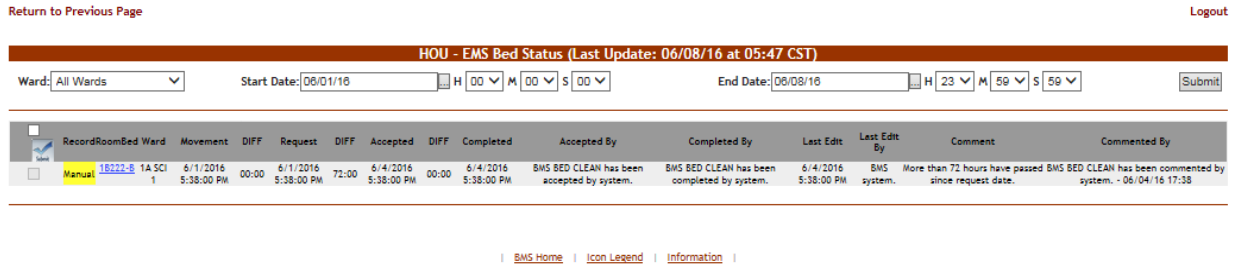 Return to Previous Page Logout
HOU - EMS Bed Status (Last Update: 06/08/16 at 05:47 CST)
Ward: All Wards Start Date: 06/01/16 ... H 00 M 00 S 00 End Date: 06/08/16 ... H 23 M 59 S 59 Submit
Submit Record RoomBed Ward Movement DIFF Request DIFF Accepted DIFF Completed Accepted By Completed By Last Edit Last Edit By Comment Commented By
Manual 1B222-B 1A SCI 1 6/1/2016 5:38:00 PM 00:00 6/1/2016 5:38:00 PM 72:00 6/4/2016 5:38:00 PM 00:00 6/4/2016 5:38:00 PM BMS BED CLEAN has been accepted by system. BMS BED CLEAN has been completed by system. 6/4/2016 5:38:00 PM BMS system. More than 72 hours have passed since request date. BMS BED CLEAN has been commented by system. - 06/04/16 17:38
| BMS Home | Icon Legend | Information |